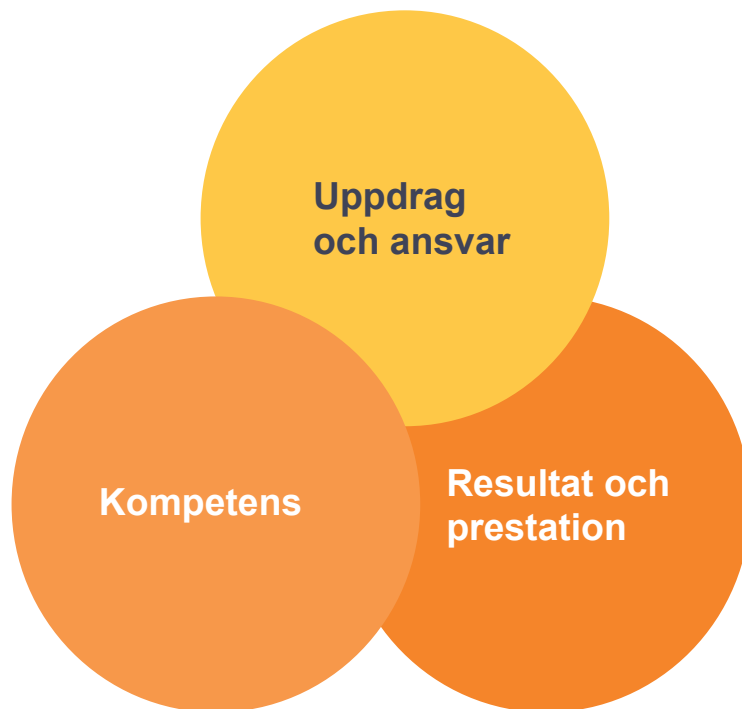 Uppdrag
och ansvar
Kompetens
Resultat och
prestation